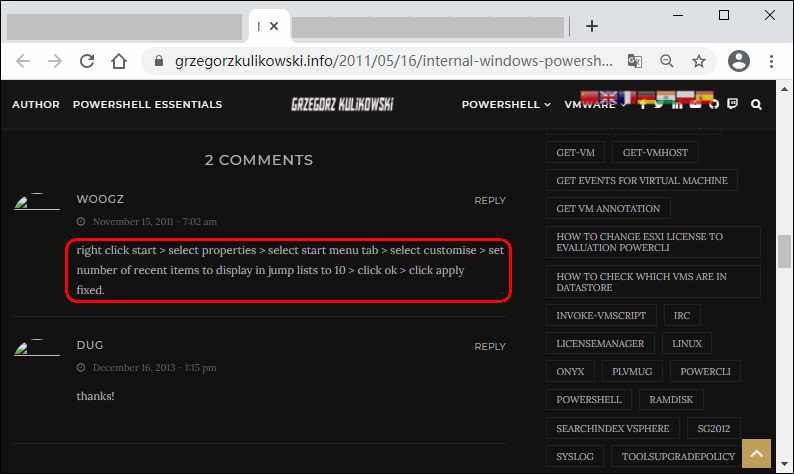 grzegorzkulikowski.info/2011/05/16/internal-windows-powersh...
AUTHOR POWERSHELL ESSENTIALS GRZEGORZ KULIKOWSKI POWERSHELL VMWARE
2 COMMENTS
WOOGZ REPLY
November 15, 2011 - 7:02 am
right click start > select properties > select start menu tab > select customise > set
number of recent items to display in jump lists to 10 > click ok > click apply
fixed.
DUG REPLY
December 16, 2013 - 1:15 pm
thanks!
GET-VM GET-VMHOST
GET EVENTS FOR VIRTUAL MACHINE
GET VM ANNOTATION
HOW TO CHANGE ESXI LICENSE TO
EVALUATION POWERCLI
HOW TO CHECK WHICH VMS ARE IN
DATASTORE
INVOKE-VMSCRIPT IRC
LICENSEMANAGER LINUX
ONYX PLVMUG POWERCLI
POWERSHELL RAMDISK
SEARCHINDEX VSPHERE SG2012
SYSLOG TOOLSUPGRADEPOLICY